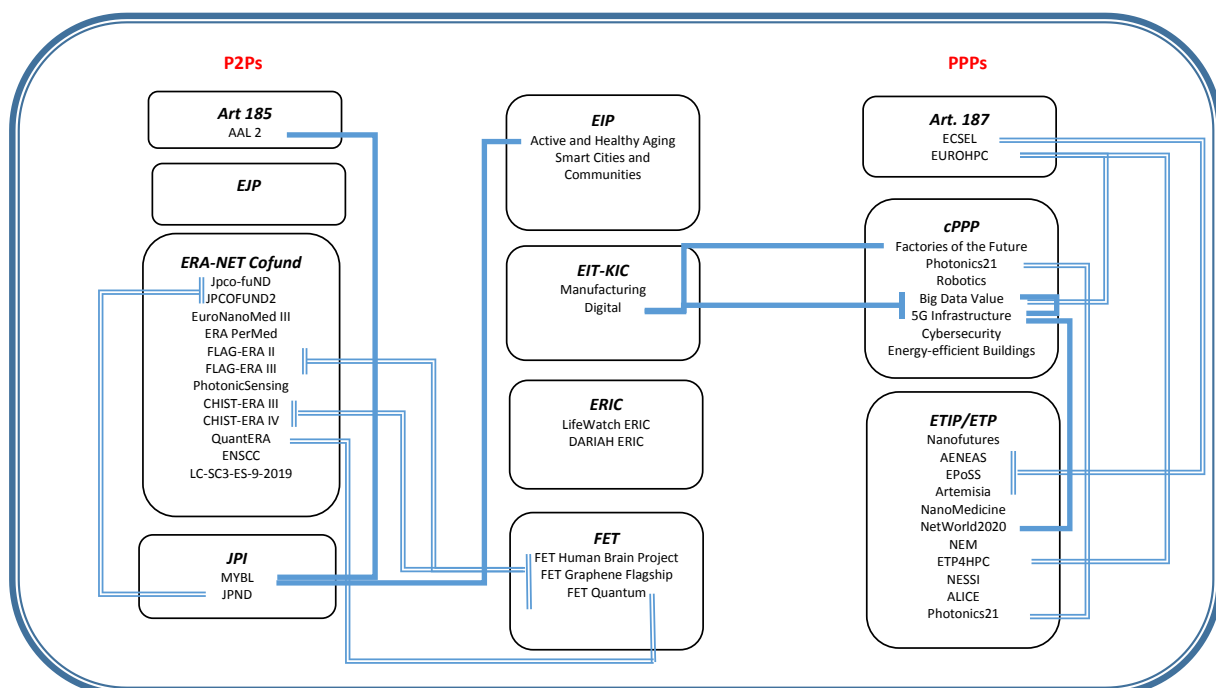 P2Ps
Art 185
AAL 2
EJP
ERA-NET Cofund
Jpco-fuND
JPCOFUND2
EuroNanoMed III
ERA PerMed
FLAG-ERA II
FLAG-ERA III
PhotonicSensing
CHIST-ERA III
CHIST-ERA IV
QuantERA
ENSCC
LC-SC3-ES-9-2019
JPI
MYBL
JPND
EIP
Active and Healthy Aging
Smart Cities and
Communities
EIT-KIC
Manufacturing
Digital
ERIC
LifeWatch ERIC
DARIAH ERIC
FET
FET Human Brain Project
FET Graphene Flagship
FET Quantum
PPPs
Art. 187
ECSEL
EUROHPC
cPPP
Factories of the Future
Photonics21
Robotics
Big Data Value
5G Infrastructure
Cybersecurity
Energy-efficient Buildings
ETIP/ETP
Nanofutures
AENEAS
EPoSS
Artemisia
NanoMedicine
NetWorld2020
NEM
ETP4HPC
NESSI
ALICE
Photonics21